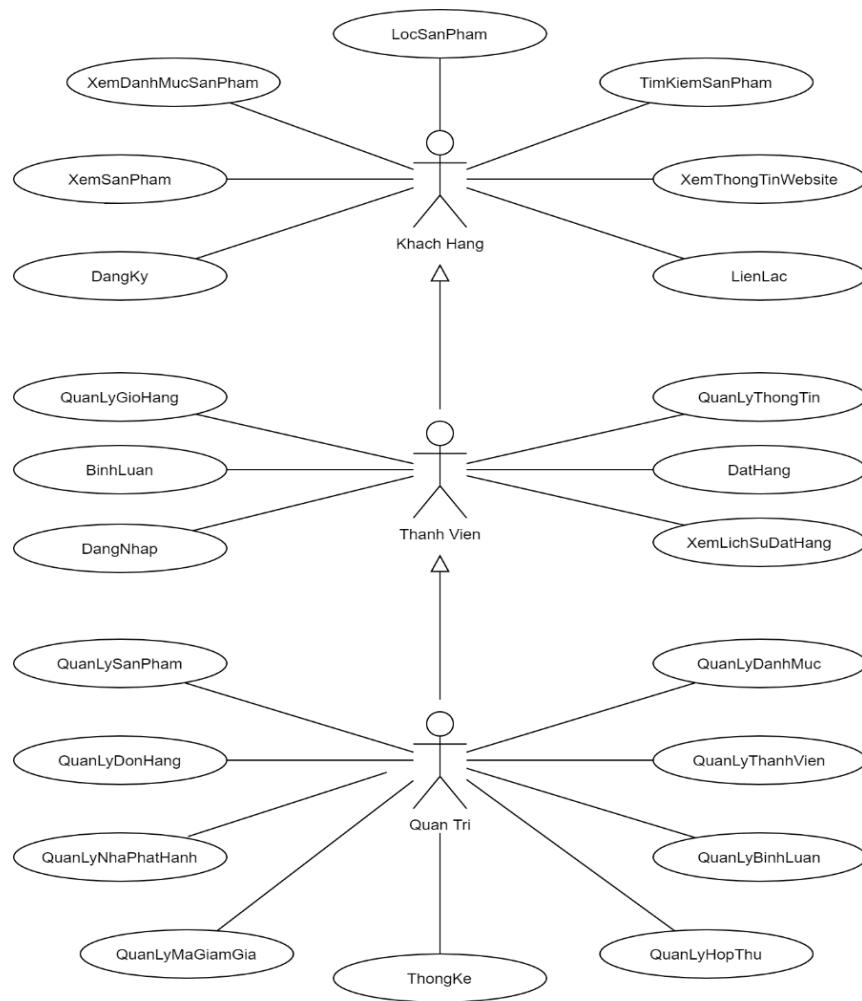 LocSanPham
XemDanhMucSanPham
TimKiemSanPham
XemSanPham
XemThongTinWebsite
Khach Hang
DangKy
LienLac
QuanLyGioHang
QuanLyThongTin
BinhLuan
DatHang
Thanh Vien
DangNhap
XemLichSuDatHang
QuanLySanPham
QuanLyDanhMuc
QuanLyDonHang
QuanLyThanhVien
Quan Tri
QuanLyNhaPhatHanh
QuanLyBinhLuan
QuanLyMaGiamGia
QuanLyHopThu
ThongKe